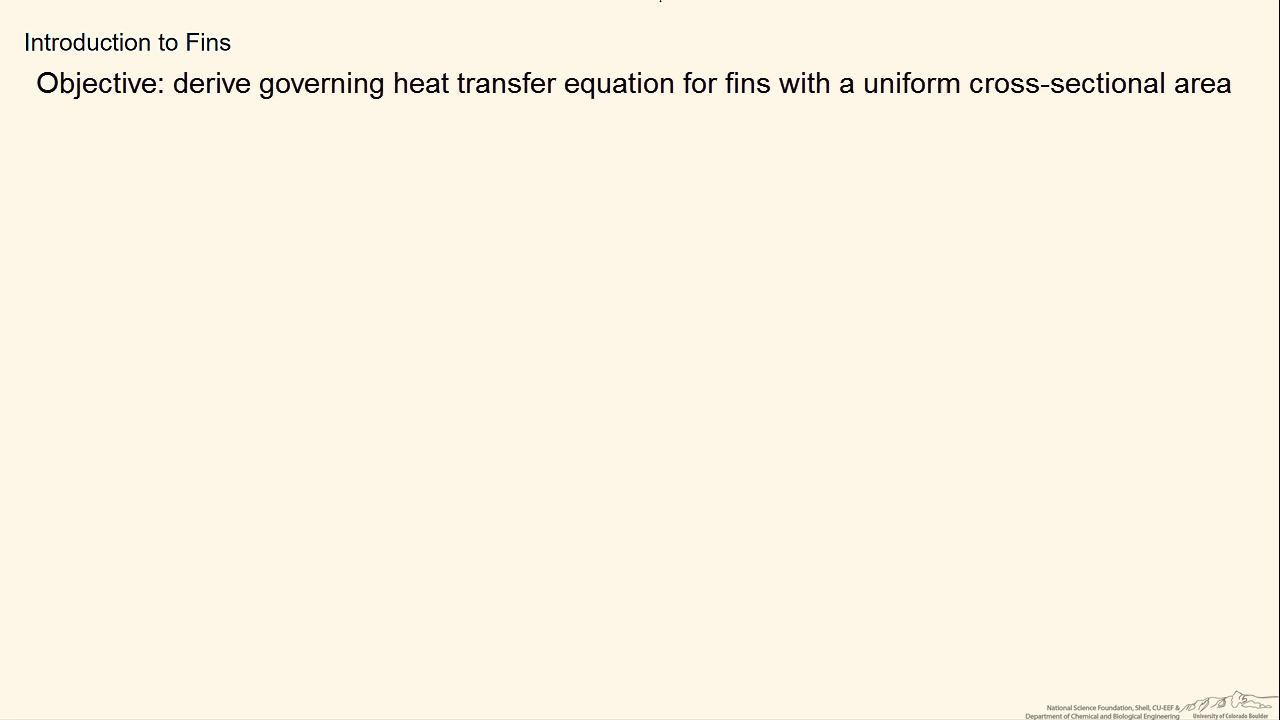 Introduction to Fins
Objective: derive governing heat transfer equation for fins with a uniform cross-sectional area
National Science Foundation, Shell, CU-EEF &
Department of Chemical and Biological Engineering
University of Colorado Boulder